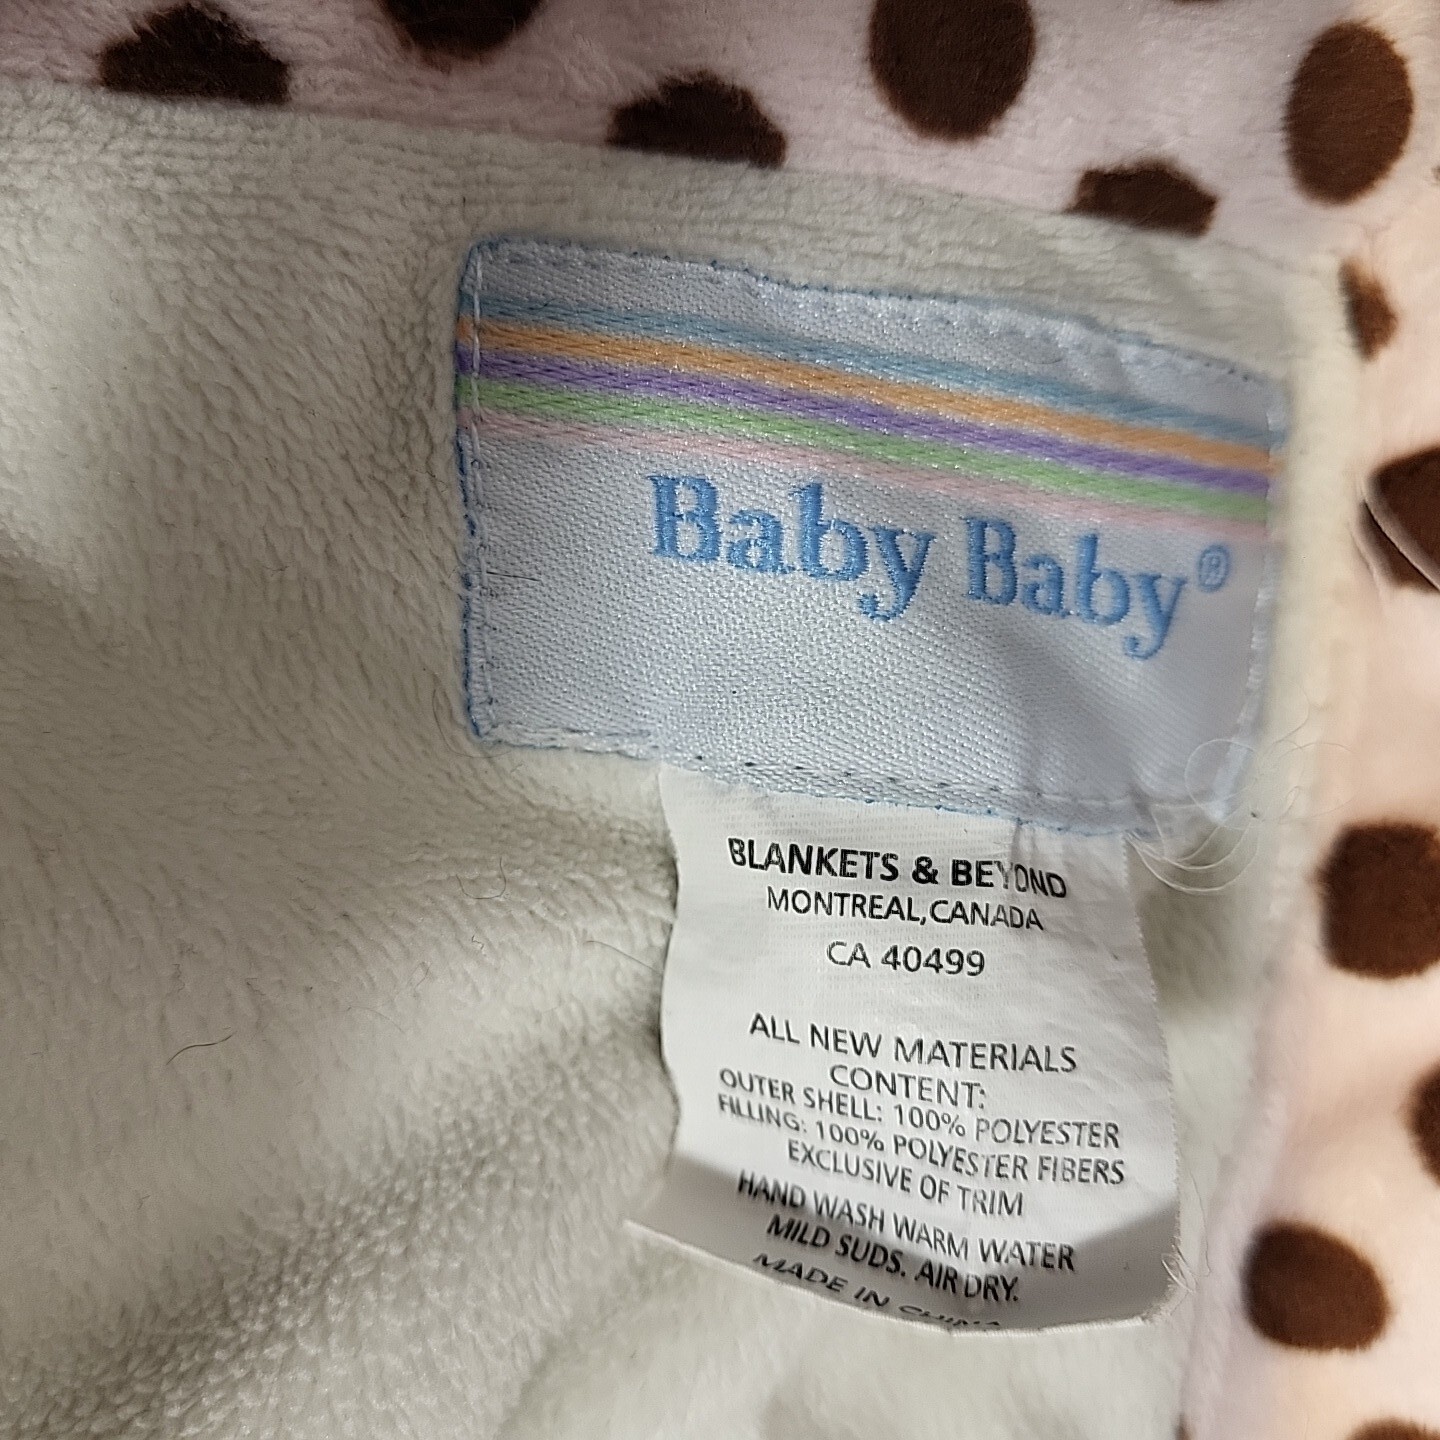 Baby Baby®
BLANKETS & BEYOND
MONTREAL,CANADA
CA 40499
ALL NEW MATERIALS
CONTENT:
OUTER SHELL: 100% POLYESTER
FILLING: 100% POLYESTER FIBERS
EXCLUSIVE OF TRIM
HAND WASH WARM WATER
MILD SUDS. AIR DRY.
MADE IN CHINA